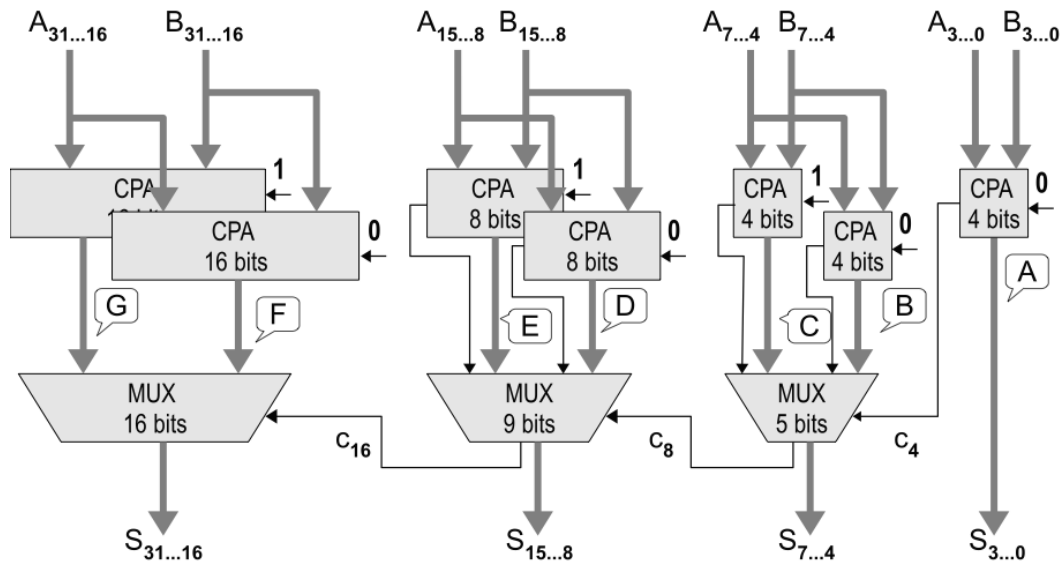 A31...16 B31...16 A15...8 B15...8 A7...4 B7...4 A3...0 B3...0
1 1 1 0
CPA CPA CPA CPA
8 bits 4 bits 4 bits
0 0 0
CPA CPA CPA
16 bits 8 bits 4 bits
G F E D C B A
MUX MUX MUX
16 bits 9 bits 5 bits
c16 c8 c4
S31...16 S15...8 S7...4 S3...0